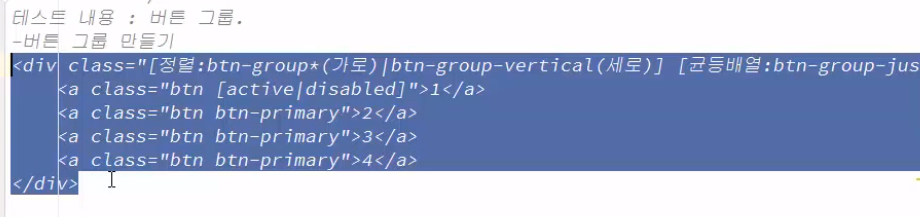 테스트 내용 : 버튼 그룹.
-버튼 그룹 만들기
<div class="[정렬:btn-group*(가로)|btn-group-vertical(세로)] [균등배열:btn-group-jus
<a class="btn [active|disabled]">1</a>
<a class="btn btn-primary">2</a>
<a class="btn btn-primary">3</a>
<a class="btn btn-primary">4</a>
</div>